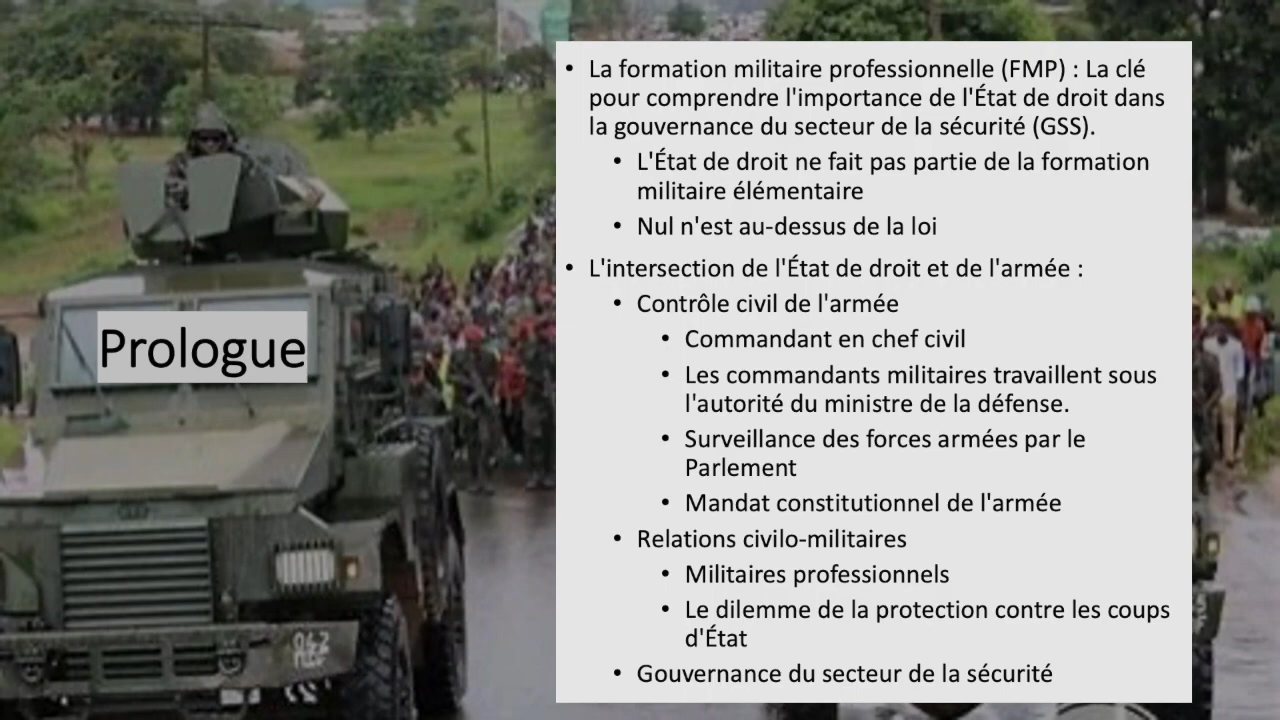 Prologue
• La formation militaire professionnelle (FMP) : La clé
pour comprendre l'importance de l'État de droit dans
la gouvernance du secteur de la sécurité (GSS).
• L'État de droit ne fait pas partie de la formation
militaire élémentaire
• Nul n'est au-dessus de la loi
• L'intersection de l'État de droit et de l'armée :
• Contrôle civil de l'armée
• Commandant en chef civil
• Les commandants militaires travaillent sous
l'autorité du ministre de la défense.
• Surveillance des forces armées par le
Parlement
• Mandat constitutionnel de l'armée
• Relations civilo-militaires
• Militaires professionnels
• Le dilemme de la protection contre les coups
d'État
• Gouvernance du secteur de la sécurité